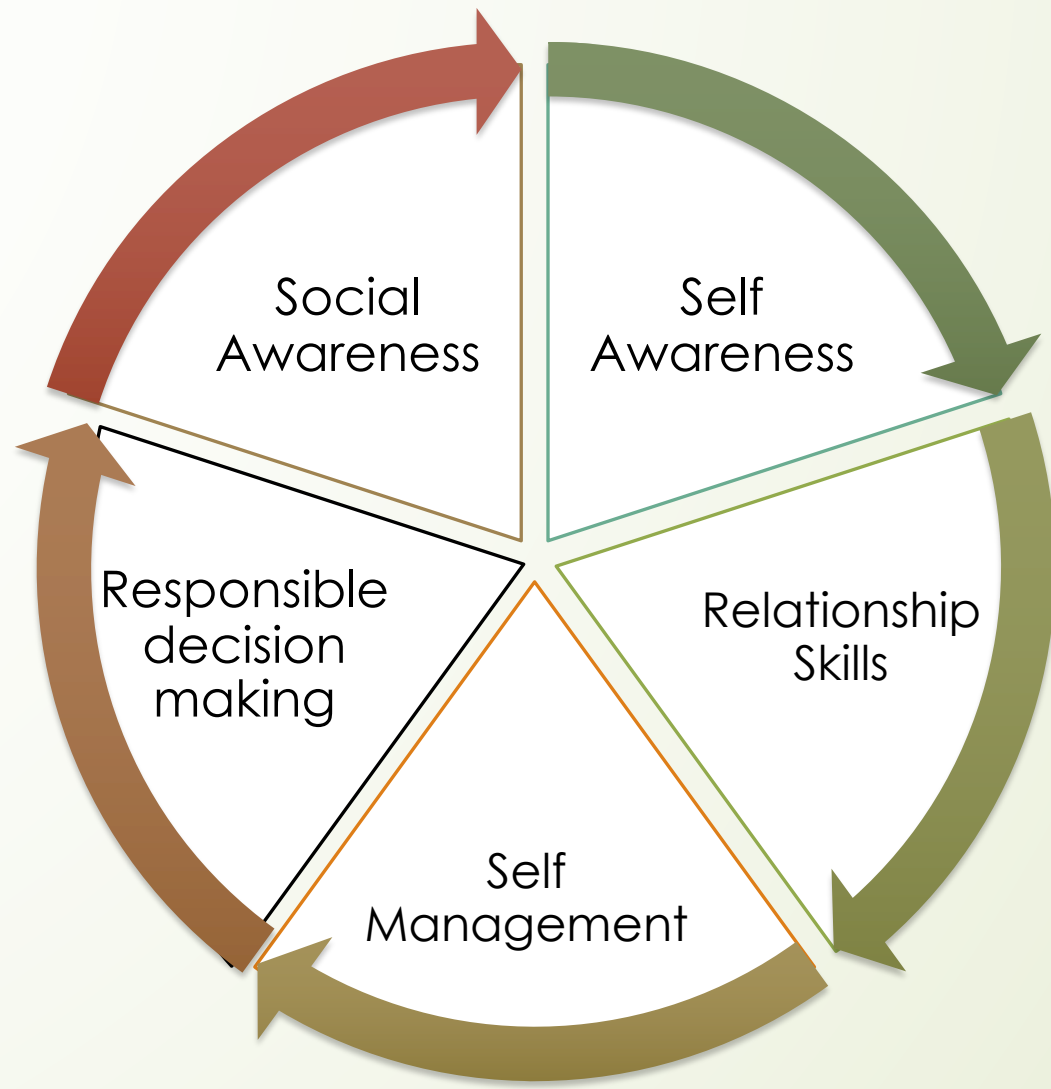 Social
Awareness
Self
Awareness
Responsible
decision
making
Relationship
Skills
Self
Management